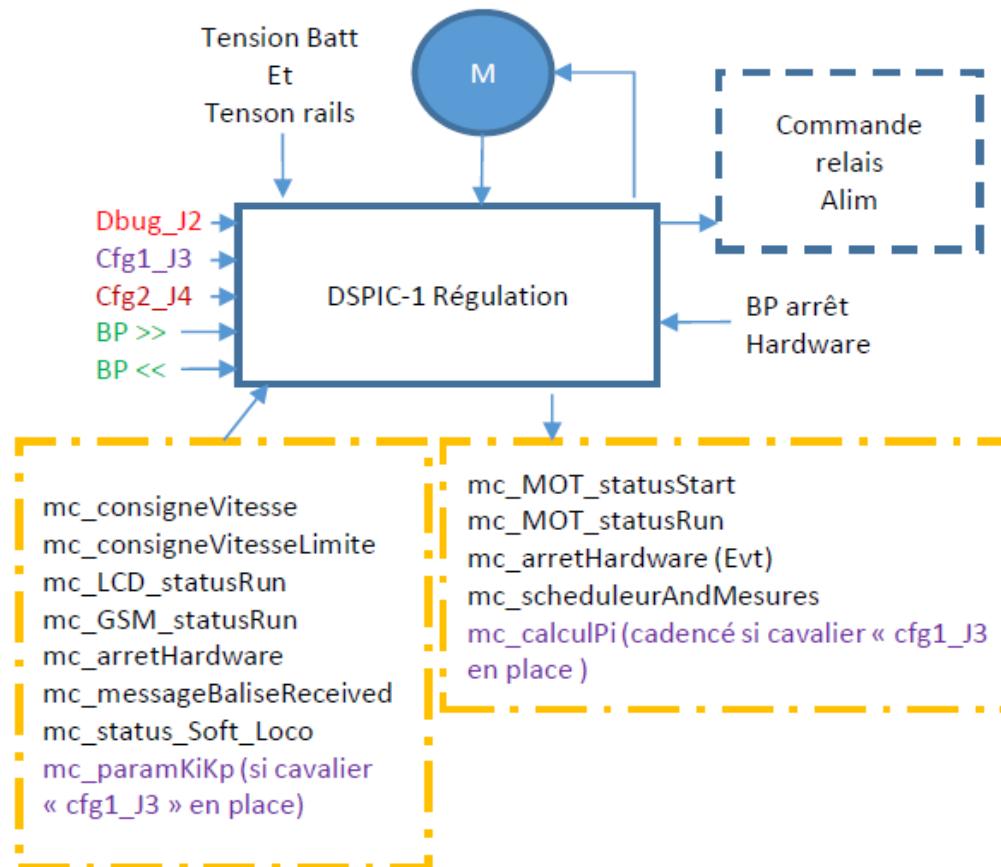 Tension Batt
Et
Tenson rails
M
Commande
relais
Alim
Dbug_J2
Cfg1_J3
Cfg2_J4
BP >>
BP <<
DSPIC-1 Régulation
BP arrêt
Hardware
mc_consigneVitesse
mc_consigneVitesseLimite
mc_LCD_statusRun
mc_GSM_statusRun
mc_arretHardware
mc_messageBaliseReceived
mc_status_Soft_Loco
mc_paramKiKp (si cavalier
« cfg1_J3 » en place)
mc_MOT_statusStart
mc_MOT_statusRun
mc_arretHardware (Evt)
mc_scheduleurAndMesures
mc_calculPi (cadencé si cavalier « cfg1_J3
en place )